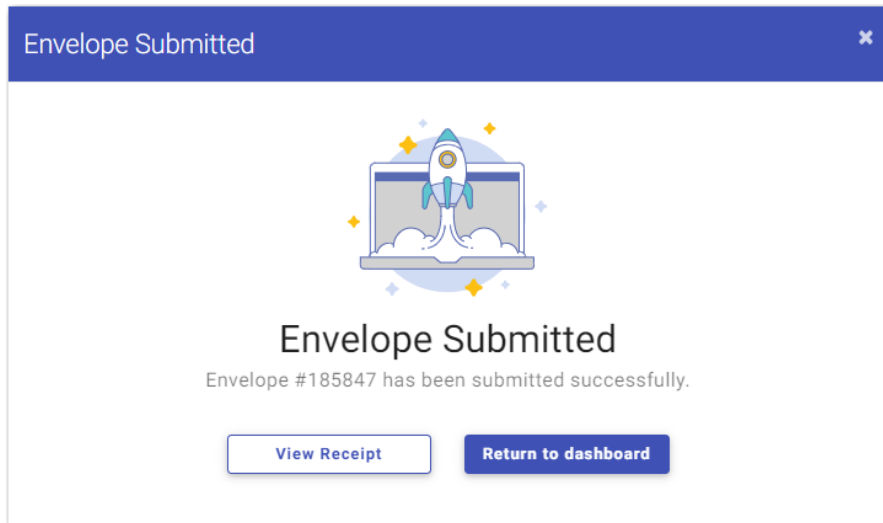 Envelope Submitted
Envelope Submitted
Envelope #185847 has been submitted successfully.
View Receipt
Return to dashboard